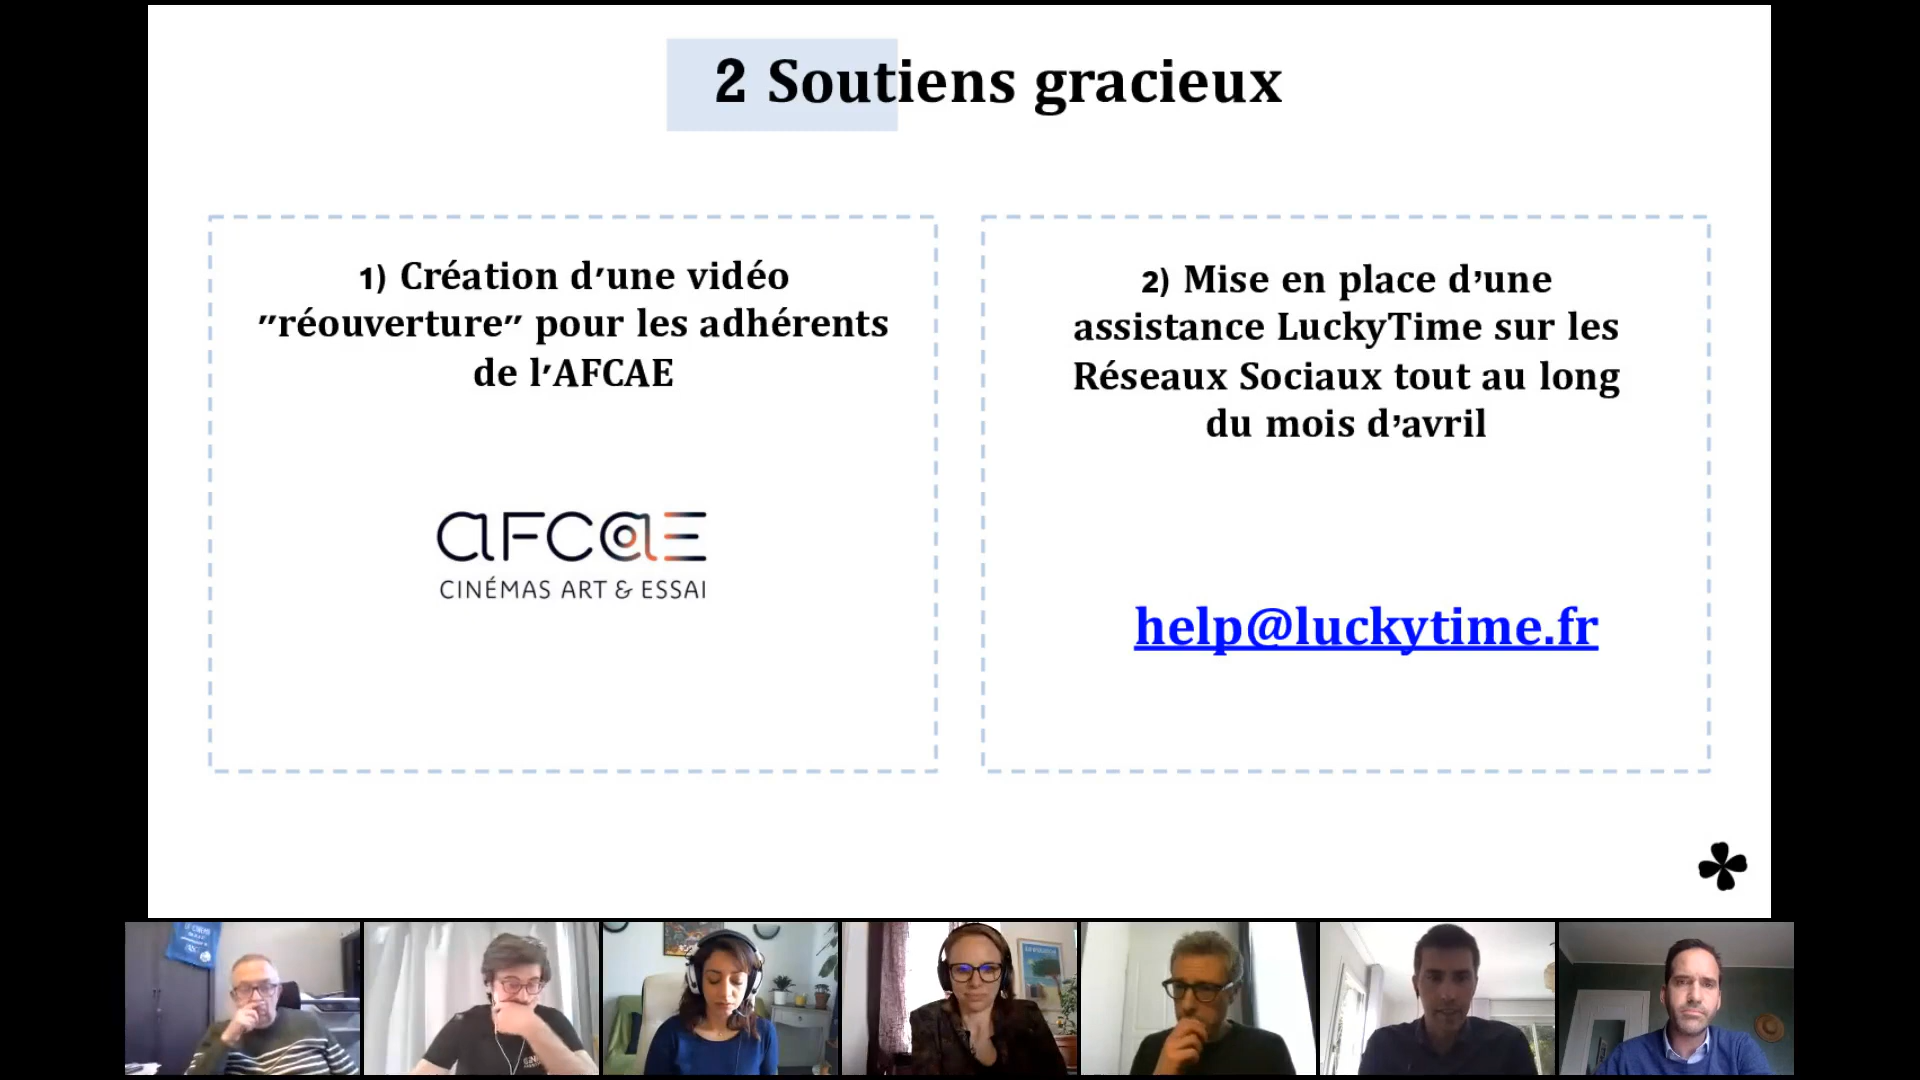 2 Soutiens gracieux
1) Création d'une vidéo
"réouverture" pour les adhérents
de l'AFCAE
afcae
CINÉMAS ART & ESSAI
2) Mise en place d'une
assistance LuckyTime sur les
Réseaux Sociaux tout au long
du mois d'avril
help@luckytime.fr